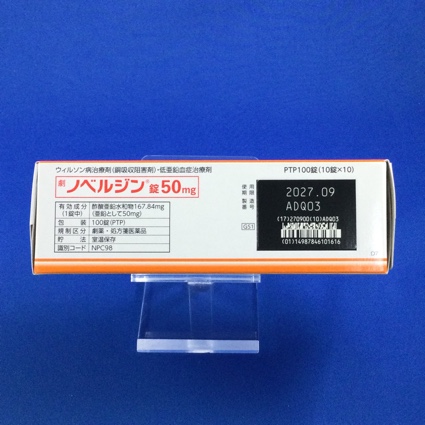 ウィルソン病治療剤(銅吸収阻害剤)・低亜鉛血症治療剤
PTP100錠(10錠×10)
劇 ノベルジン®錠50mg
有効成分(1錠中) 酢酸亜鉛水和物167.84mg(亜鉛として50mg)
包装 100錠(PTP)
規制区分 劇薬・処方箋医薬品
貯法 室温保存
識別コード NPC98
使用期限 2027.09
製造番号 ADQ03
(17)270900(10)ADQ03
(01)14987846101616
GS1